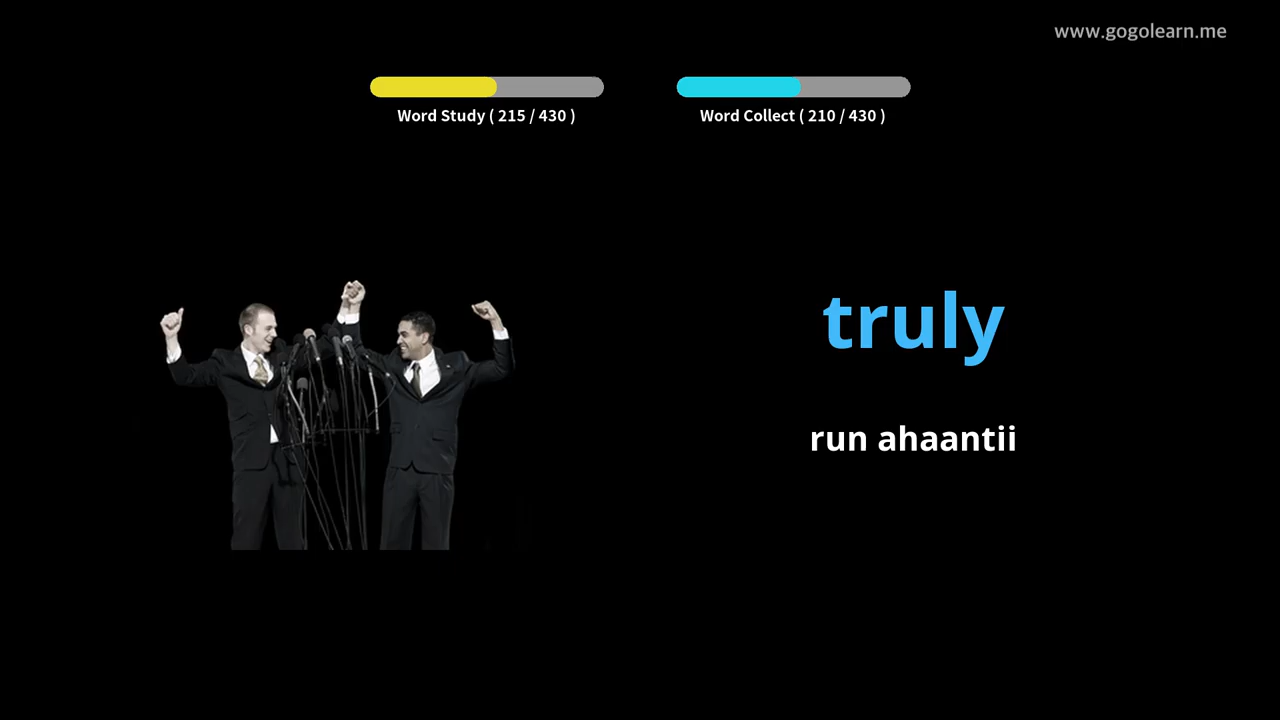 www.gogolearn.me
Word Study ( 215 / 430 )
Word Collect ( 210 / 430 )
truly
run ahaantii